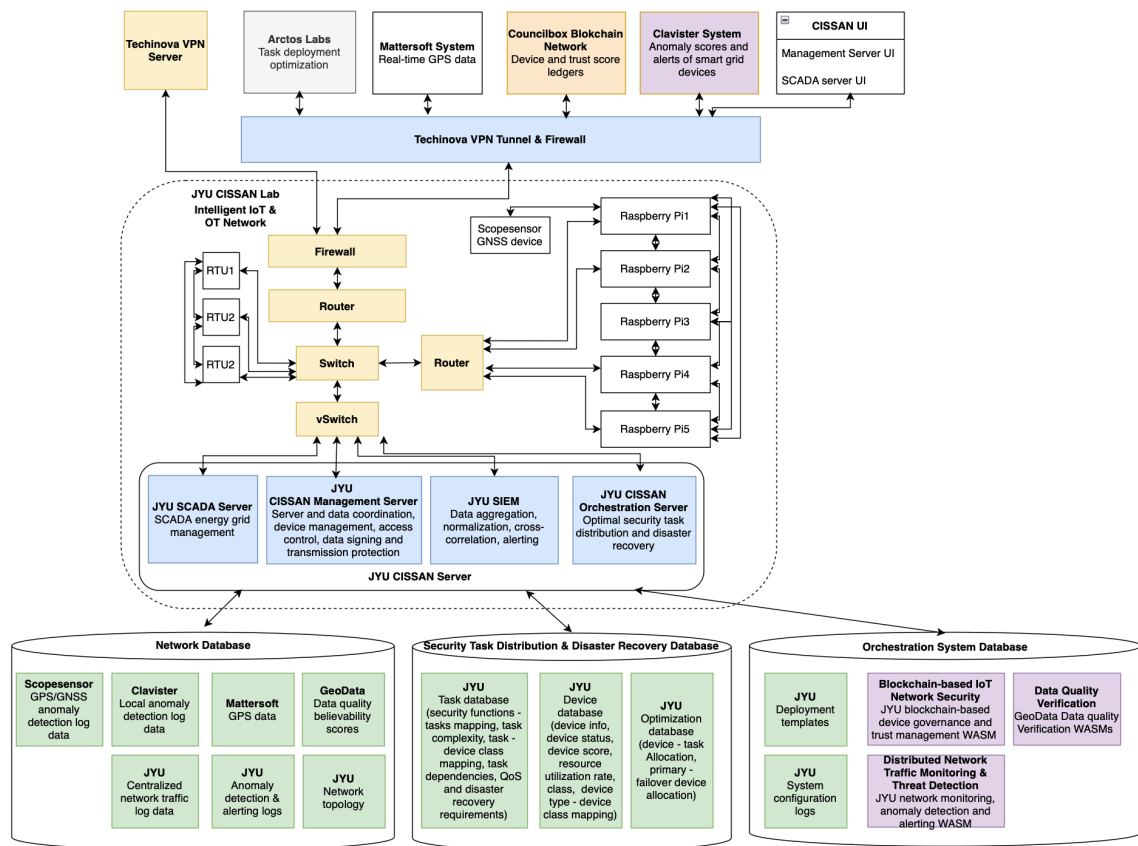 Techinova VPN
Server
Arctos Labs
Task deployment
optimization
Mattersoft System
Real-time GPS data
Councilbox Blokchain
Network
Device and trust score
ledgers
Clavister System
Anomaly scores and
alerts of smart grid
devices
CISSAN UI
Management Server UI
SCADA server UI
Techinova VPN Tunnel & Firewall
JYU CISSAN Lab
Intelligent IoT &
OT Network
Scopesensor
GNSS device
Raspberry Pi1
Raspberry Pi2
Raspberry Pi3
Raspberry Pi4
Raspberry Pi5
Firewall
Router
Switch
vSwitch
Router
RTU1
RTU2
RTU2
JYU SCADA Server
SCADA energy grid
management
JYU
CISSAN Management Server
Server and data coordination,
device management, access
control, data signing and
transmission protection
JYU SIEM
Data aggregation,
normalization, cross-
correlation, alerting
JYU CISSAN
Orchestration Server
Optimal security task
distribution and disaster
recovery
JYU CISSAN Server
Network Database
Scopesensor
GPS/GNSS
anomaly
detection log
data
Clavister
Local anomaly
detection log
data
Mattersoft
GPS data
GeoData
Data quality
believability
scores
JYU
Centralized
network traffic
log data
JYU
Anomaly
detection &
alerting logs
JYU
Network
topology
Security Task Distribution & Disaster Recovery Database
JYU
Task database
(security functions -
tasks mapping, task
complexity, task -
device class
mapping, task
dependencies, QoS
and disaster
recovery
requirements)
JYU
Device
database
(device info,
device status,
device score,
resource
utilization rate,
class, device
type - device
class mapping)
JYU
Optimization
database
(device - task
Allocation,
primary -
failover device
allocation)
Orchestration System Database
JYU
Deployment
templates
Blockchain-based IoT
Network Security
JYU blockchain-based
device governance and
trust management WASM
Data Quality
Verification
GeoData Data quality
Verification WASMs
JYU
System
configuration
logs
Distributed Network
Traffic Monitoring &
Threat Detection
JYU network monitoring,
anomaly detection and
alerting WASM